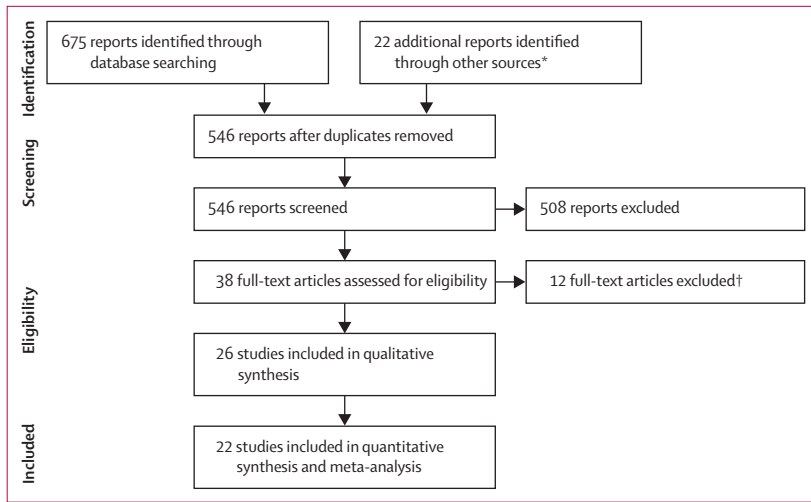 Identification
675 reports identified through
database searching
22 additional reports identified
through other sources*
Screening
546 reports after duplicates removed
546 reports screened
508 reports excluded
Eligibility
38 full-text articles assessed for eligibility
12 full-text articles excluded†
26 studies included in qualitative
synthesis
Included
22 studies included in quantitative
synthesis and meta-analysis